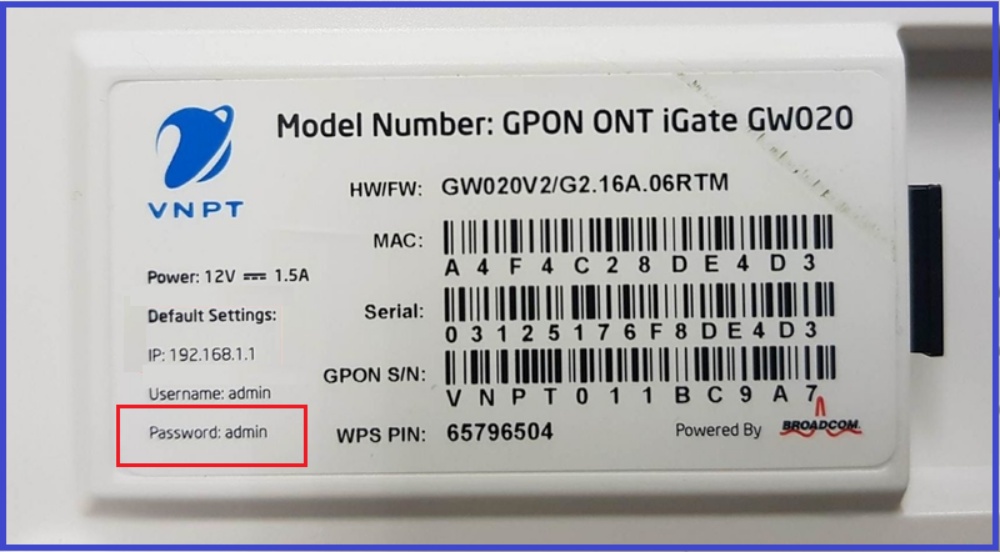 Model Number: GPON ONT iGate GW020
VNPT
HW/FW: GW020V2/G2.16A.06RTM
MAC:
A4F4C28DE4D3
Power: 12V ⎓ 1.5A
Serial:
03125176F8DE4D3
Default Settings:
IP: 192.168.1.1
GPON S/N:
VNPT011BC9A7
Username: admin
Password: admin
WPS PIN: 65796504
Powered By BROADCOM.